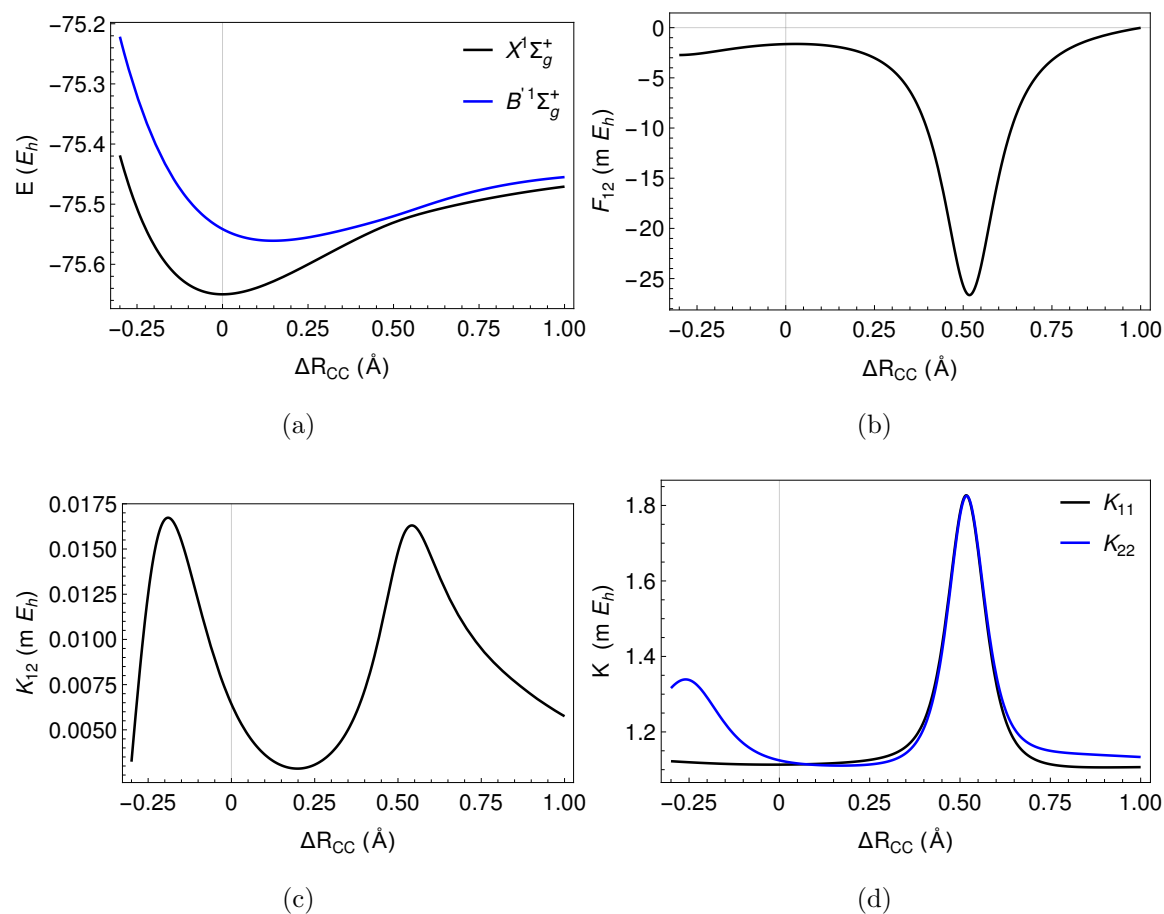 −75.2
−75.3
−75.4
−75.5
−75.6
E (Eₕ)
X¹Σg⁺
B'¹Σg⁺
−0.25 0 0.25 0.50 0.75 1.00
ΔR_CC (Å)
(a)
0
−5
−10
−15
−20
−25
F₁₂ (m Eₕ)
−0.25 0 0.25 0.50 0.75 1.00
ΔR_CC (Å)
(b)
0.0175
0.0150
0.0125
0.0100
0.0075
0.0050
K₁₂ (m Eₕ)
−0.25 0 0.25 0.50 0.75 1.00
ΔR_CC (Å)
(c)
1.8
1.6
1.4
1.2
K (m Eₕ)
K₁₁
K₂₂
−0.25 0 0.25 0.50 0.75 1.00
ΔR_CC (Å)
(d)